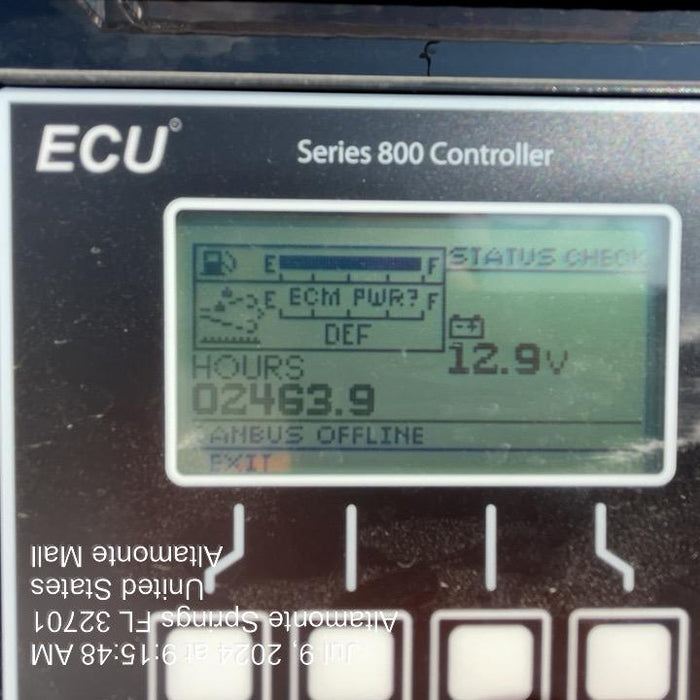 ECU®
Series 800 Controller
E F STATUS CHECK
E ECM PWR? F
DEF
HOURS 12.9V
02463.9
ANBUS OFFLINE
EXIT
Jul 9, 2024 at 9:15:48 AM
Altamonte Springs FL 32701
United States
Altamonte Mall